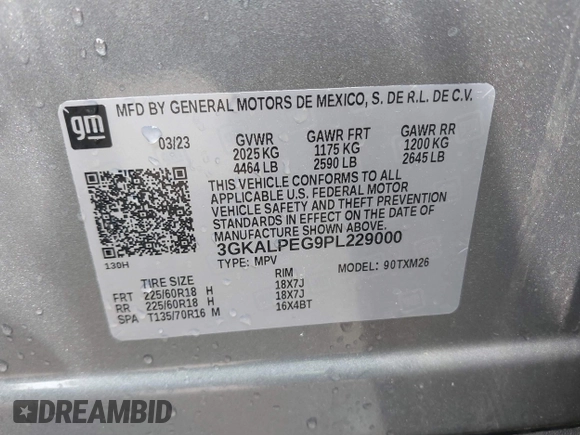 gm
MFD BY GENERAL MOTORS DE MEXICO, S. DE R.L. DE C.V.
03/23 GVWR GAWR FRT GAWR RR
2025 KG 1175 KG 1200 KG
4464 LB 2590 LB 2645 LB
THIS VEHICLE CONFORMS TO ALL
APPLICABLE U.S. FEDERAL MOTOR
VEHICLE SAFETY AND THEFT PREVENTION
STANDARDS IN EFFECT ON THE DATE OF
MANUFACTURE SHOWN ABOVE.
3GKALPEG9PL229000
130H TYPE: MPV MODEL: 90TXM26
TIRE SIZE RIM
FRT 225/60R18 H 18X7J
RR 225/60R18 H 18X7J
SPA T135/70R16 M 16X4BT
DREAMBID